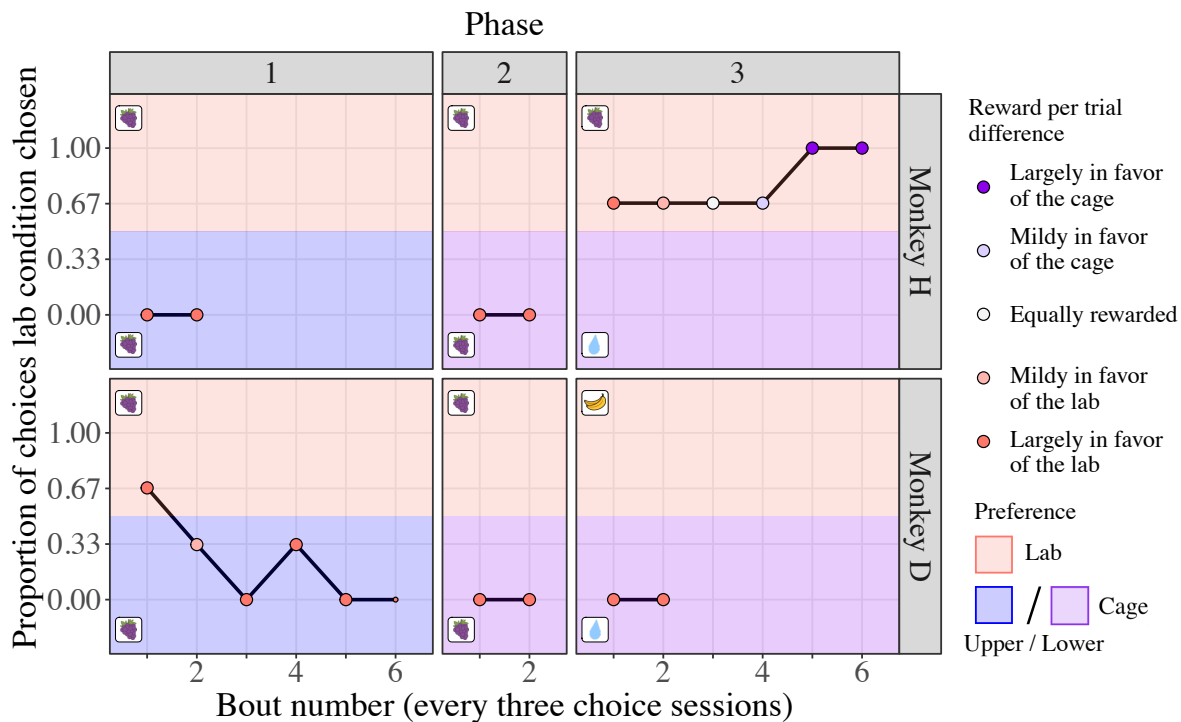 Phase
1
2
3
Proportion of choices lab condition chosen
1.00
0.67
0.33
0.00
Monkey H
1.00
0.67
0.33
0.00
Monkey D
2
4
6
2
2
4
6
Bout number (every three choice sessions)
Reward per trial
difference
Largely in favor
of the cage
Mildy in favor
of the cage
Equally rewarded
Mildy in favor
of the lab
Largely in favor
of the lab
Preference
Lab
/
Cage
Upper / Lower